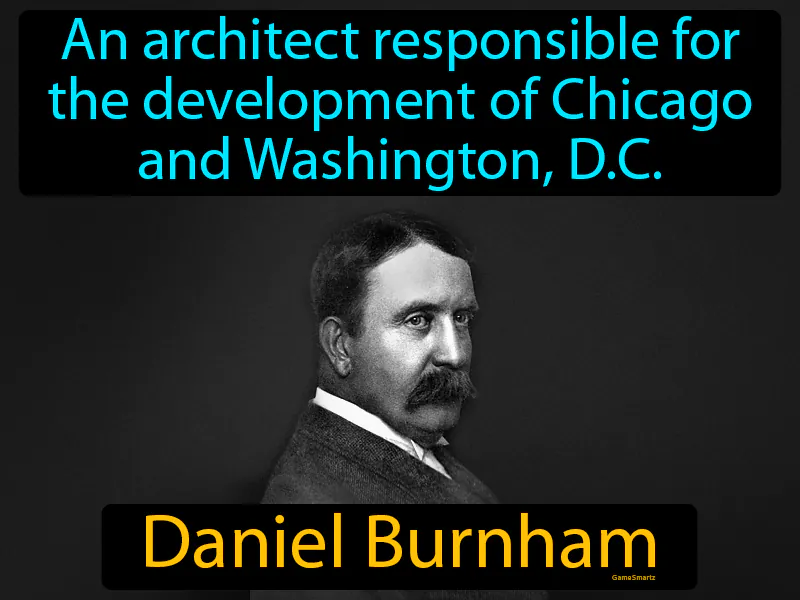 An architect responsible for
the development of Chicago
and Washington, D.C.
Daniel Burnham
GameSmartz